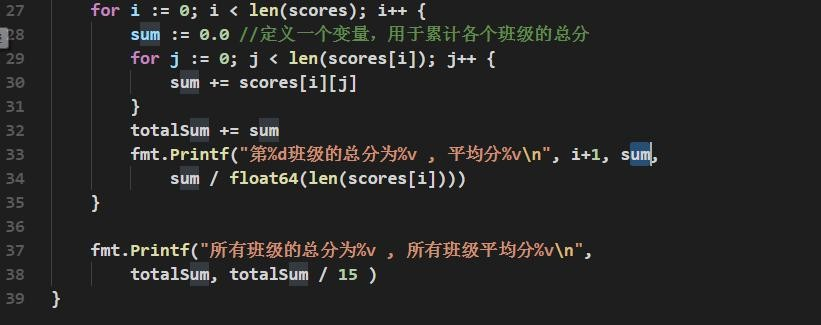 27 for i := 0; i < len(scores); i++ {
28 sum := 0.0 //定义一个变量，用于累计各个班级的总分
29 for j := 0; j < len(scores[i]); j++ {
30 sum += scores[i][j]
31 }
32 totalSum += sum
33 fmt.Printf("第%d班级的总分为%v , 平均分%v\n", i+1, sum,
34 sum / float64(len(scores[i])))
35 }
36
37 fmt.Printf("所有班级的总分为%v , 所有班级平均分%v\n",
38 totalSum, totalSum / 15 )
39 }